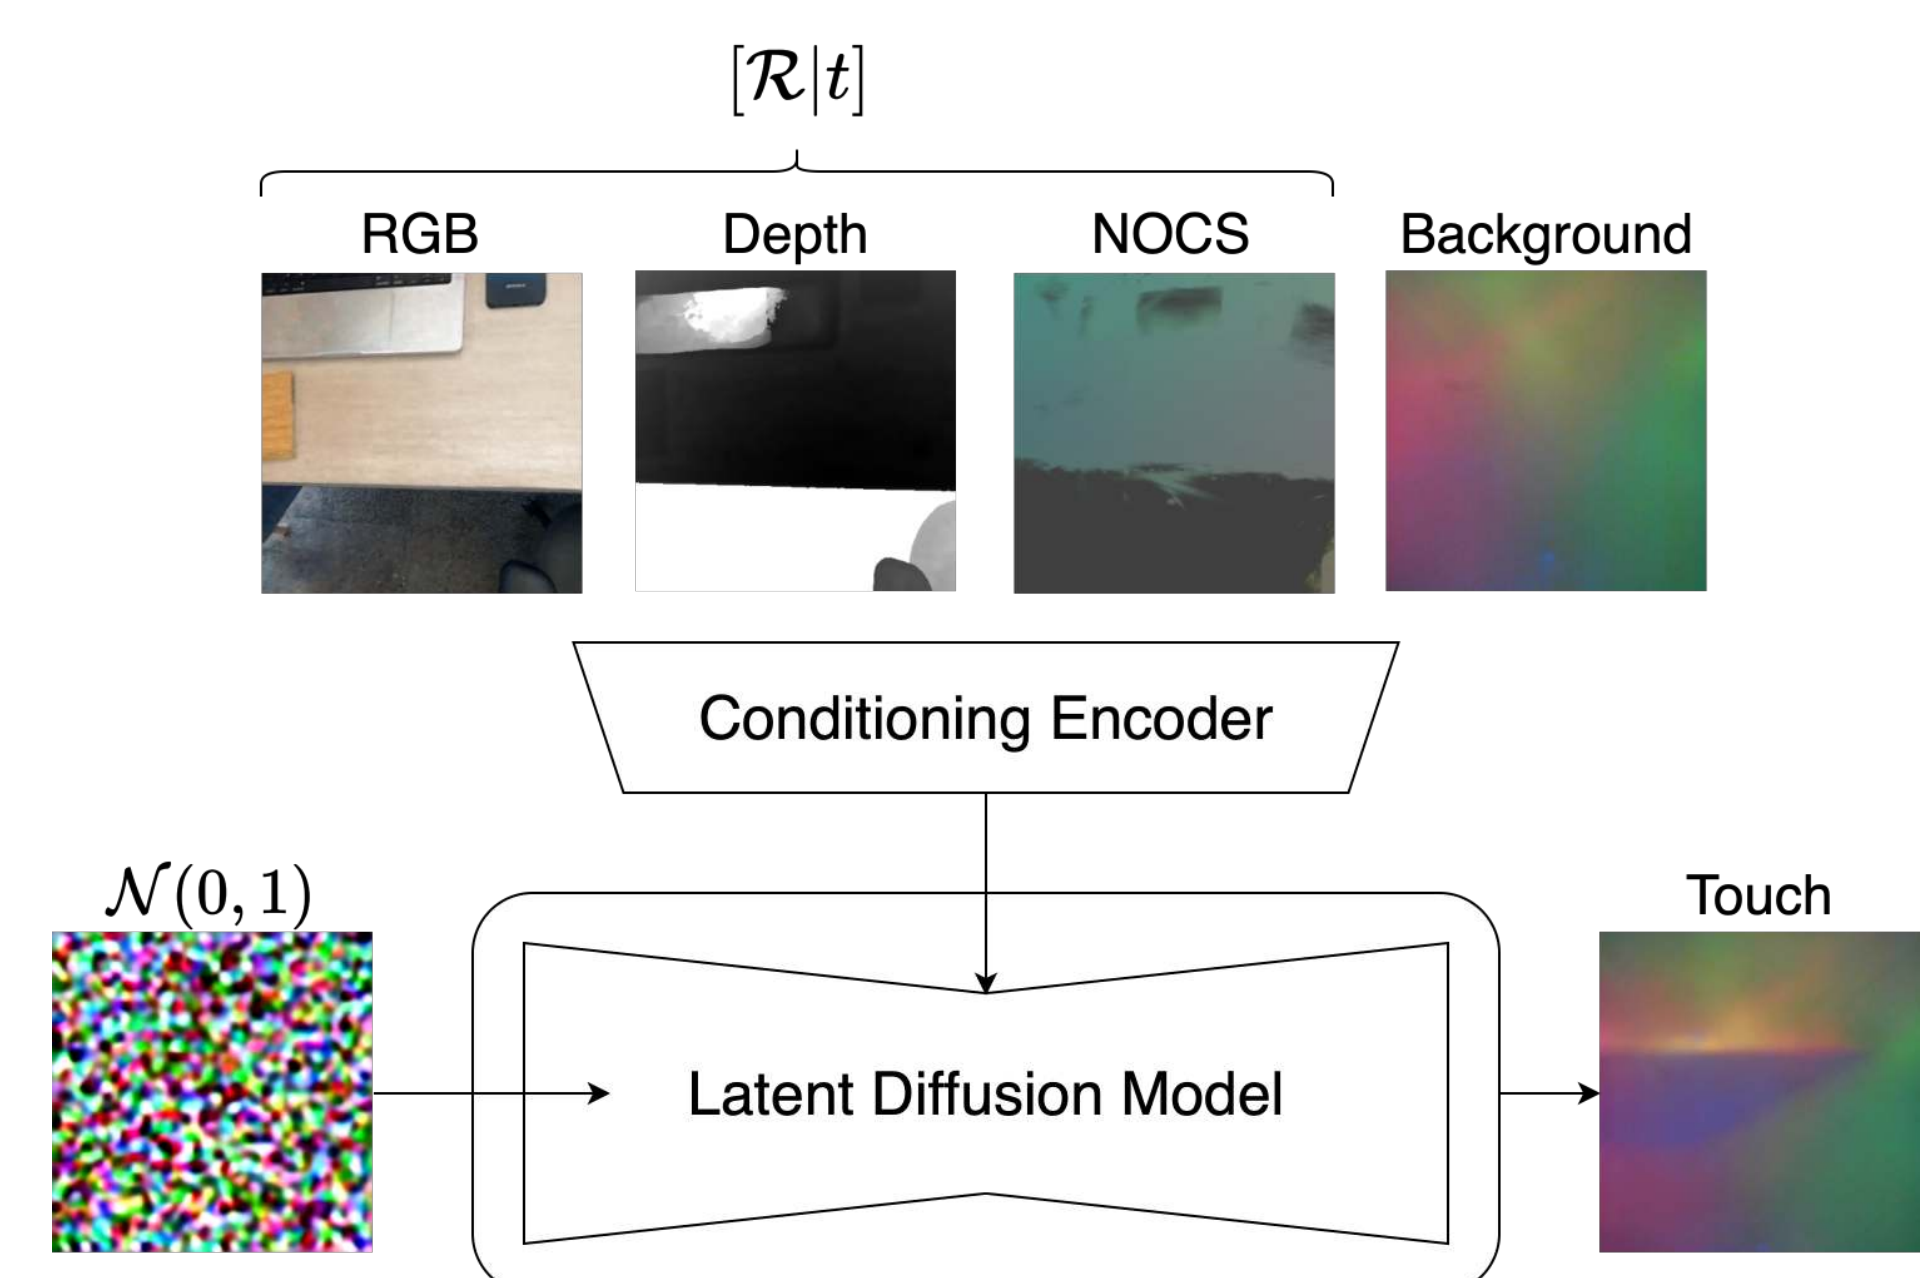 [ℛ|t]
RGB Depth NOCS Background
Conditioning Encoder
𝒩(0, 1)
Touch
Latent Diffusion Model